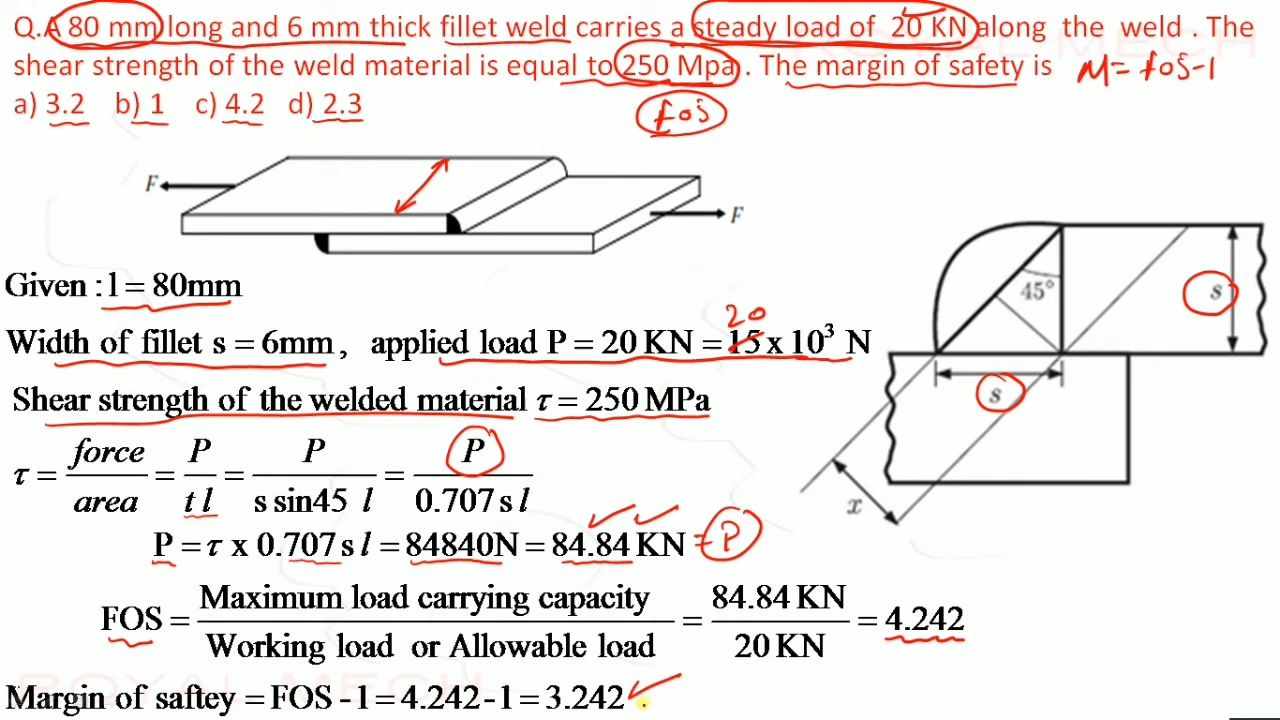 Q.A 80 mm long and 6 mm thick fillet weld carries a steady load of 20 KN along the weld . The
shear strength of the weld material is equal to 250 Mpa . The margin of safety is M = fos-1
a) 3.2 b) 1 c) 4.2 d) 2.3 fos
F F
45° s
s
x
Given : l = 80mm
20
Width of fillet s = 6mm, applied load P = 20 KN = 15 x 10³ N
Shear strength of the welded material τ = 250 MPa
τ = force/area = P/t l = P/s sin45 l = P/0.707 s l
P = τ x 0.707 s l = 84840N = 84.84 KN = P
FOS = Maximum load carrying capacity/Working load or Allowable load = 84.84 KN/20 KN = 4.242
Margin of saftey = FOS - 1 = 4.242 - 1 = 3.242